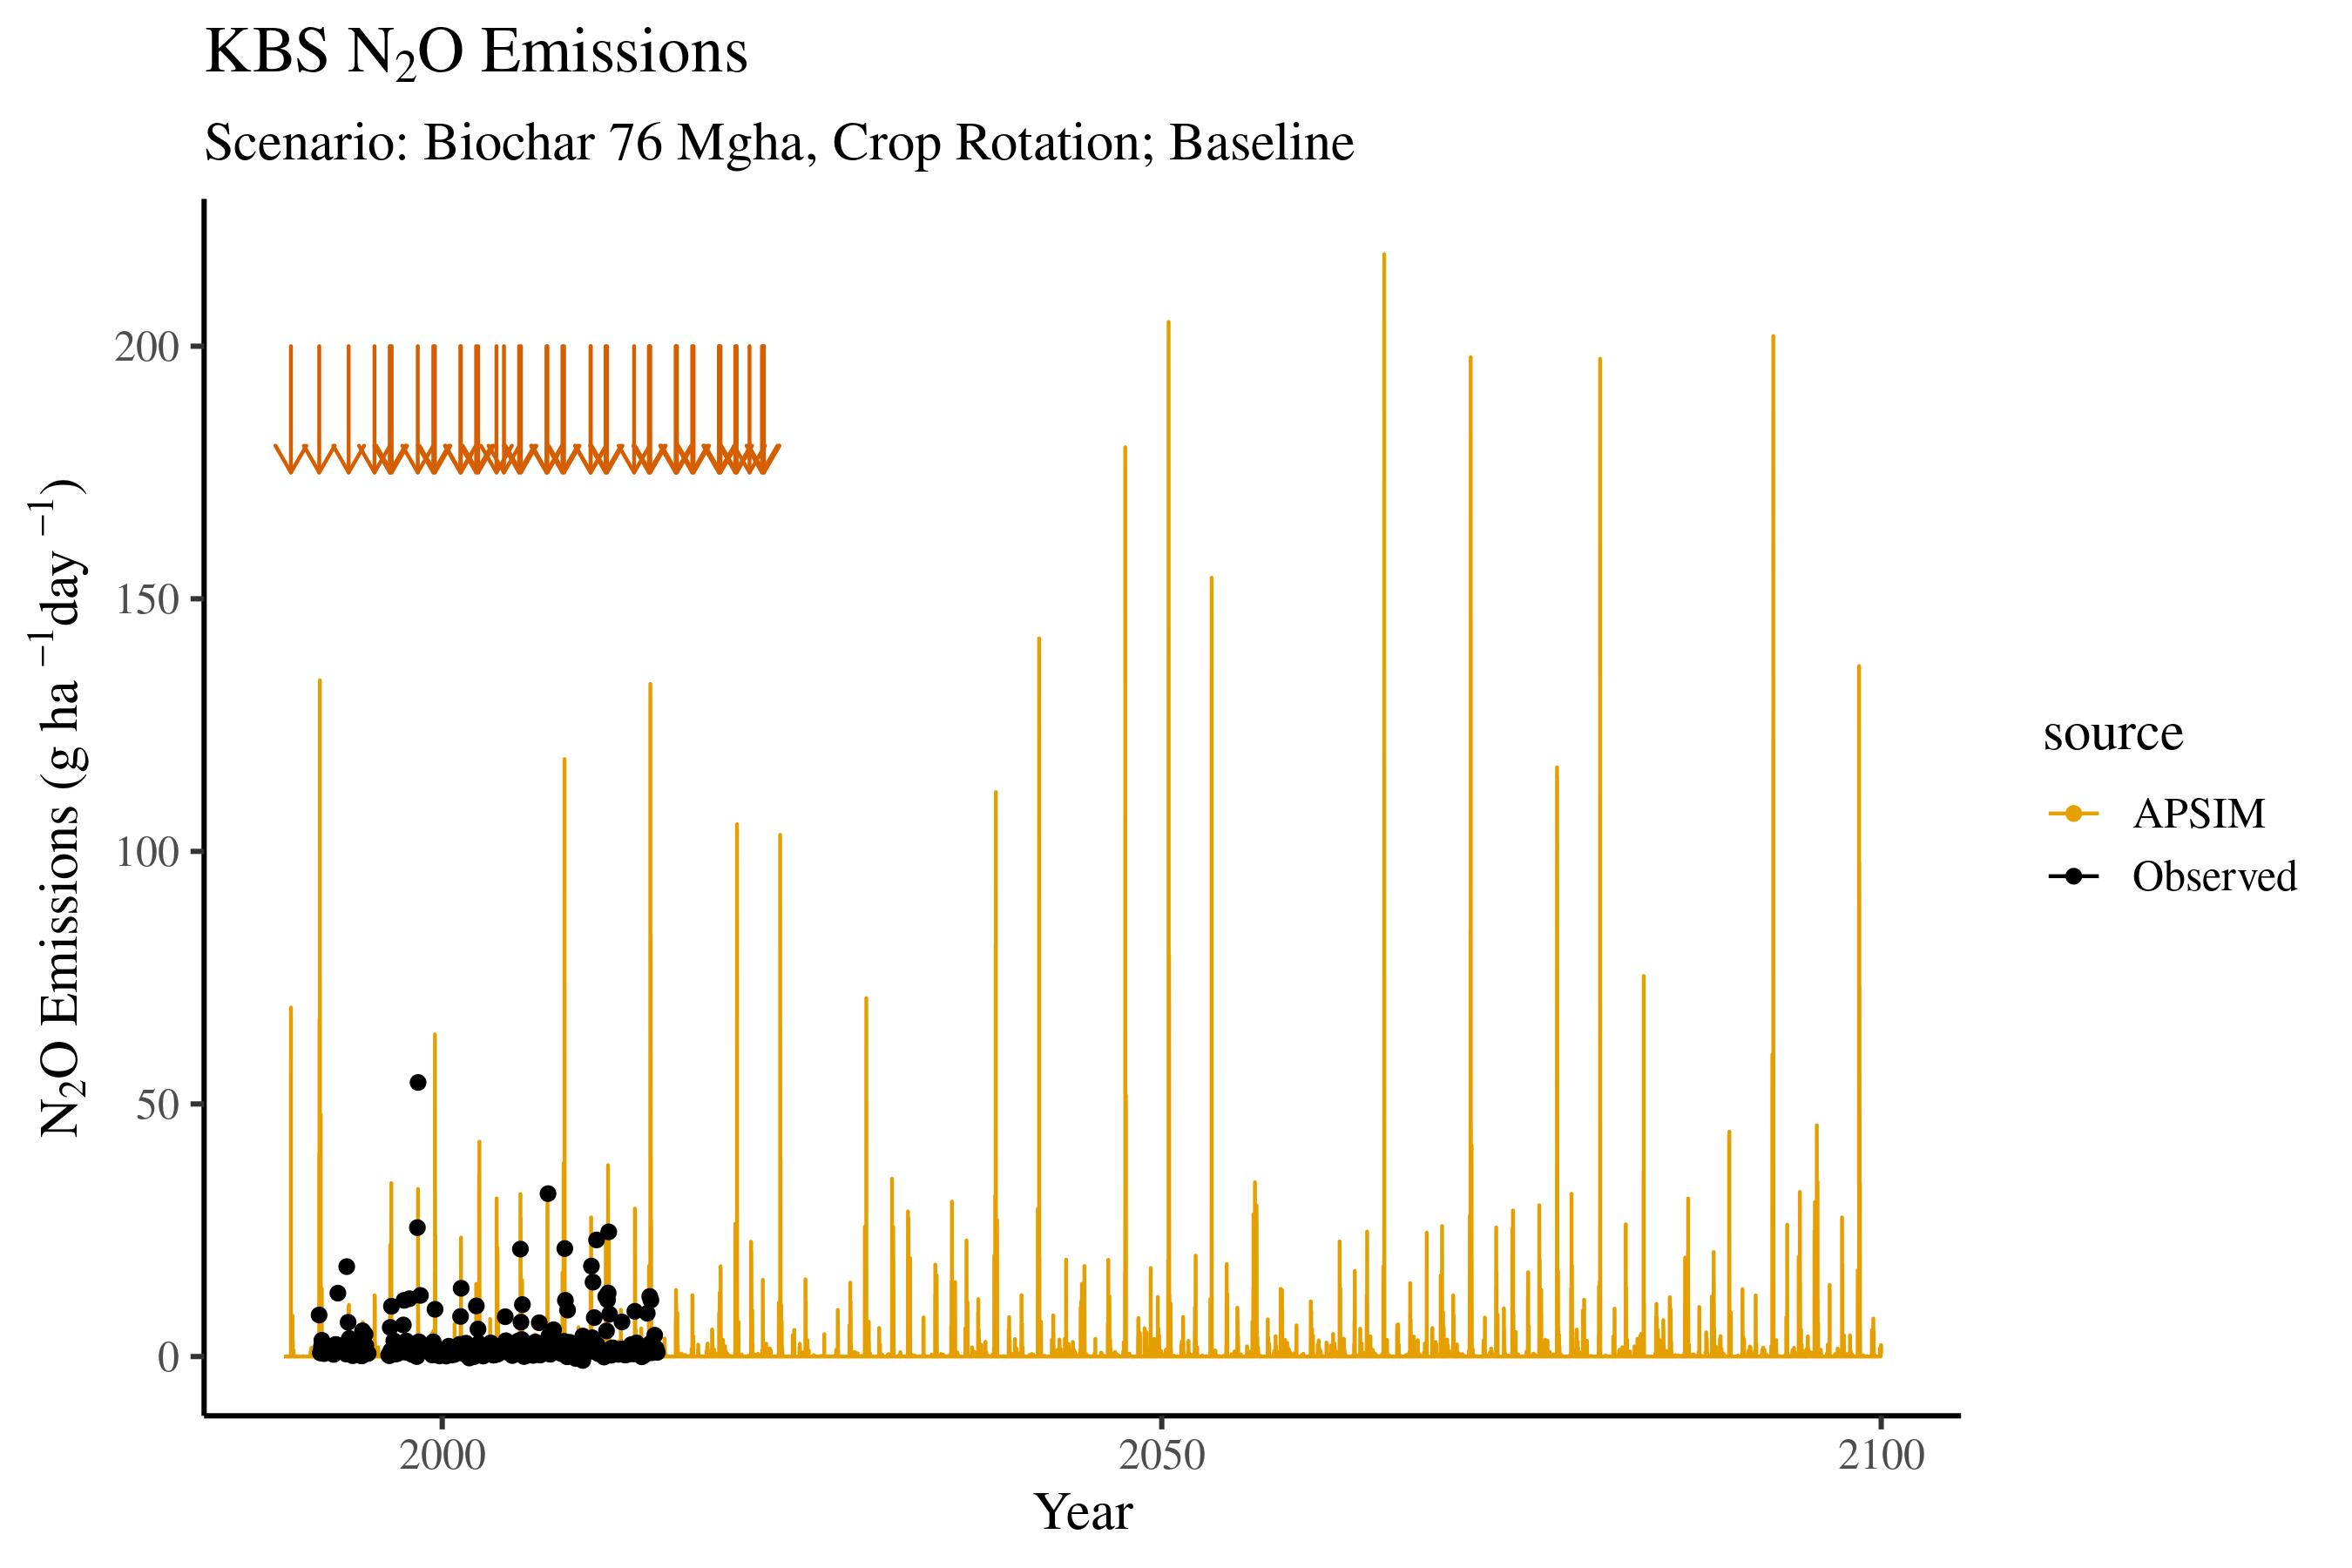 KBS N₂O Emissions
Scenario: Biochar 76 Mgha, Crop Rotation; Baseline
N₂O Emissions (g ha ⁻¹day ⁻¹)
200
150
100
50
0
2000
2050
2100
Year
source
APSIM
Observed